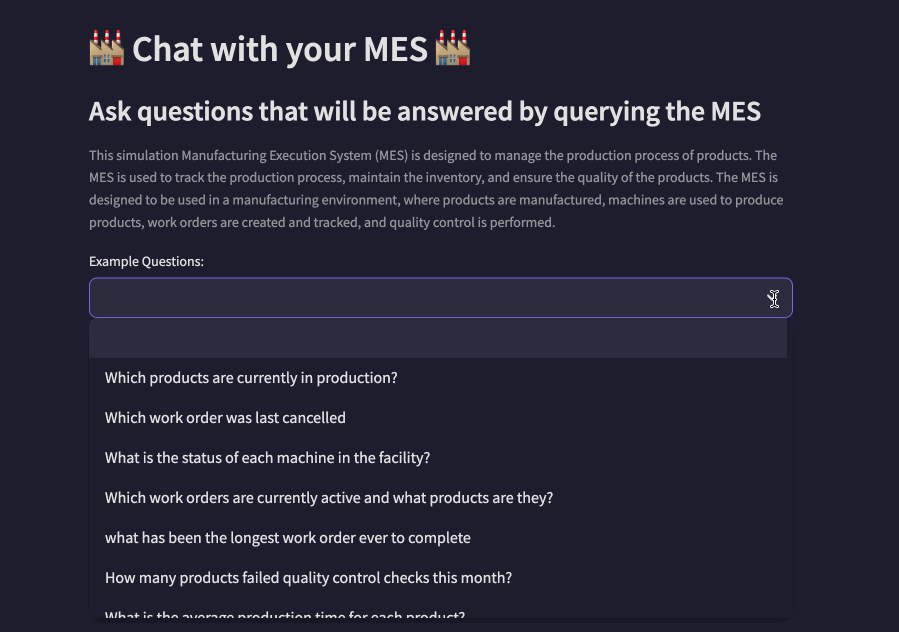 Chat with your MES
Ask questions that will be answered by querying the MES
This simulation Manufacturing Execution System (MES) is designed to manage the production process of products. The
MES is used to track the production process, maintain the inventory, and ensure the quality of the products. The MES is
designed to be used in a manufacturing environment, where products are manufactured, machines are used to produce
products, work orders are created and tracked, and quality control is performed.
Example Questions:
Which products are currently in production?
Which work order was last cancelled
What is the status of each machine in the facility?
Which work orders are currently active and what products are they?
what has been the longest work order ever to complete
How many products failed quality control checks this month?
What is the average production time for each product?